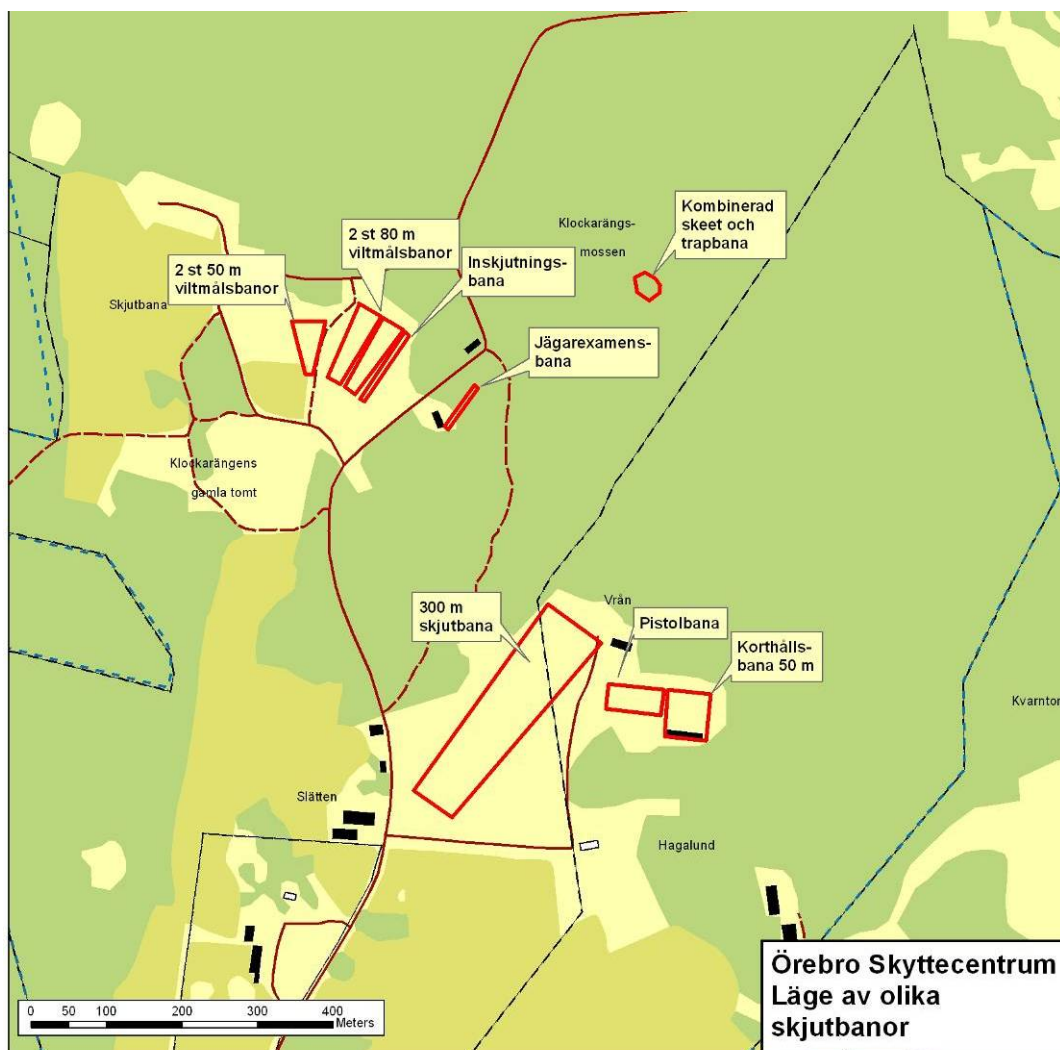 Kombinerad
skeet och
trapbana
2 st 80 m
viltmålsbanor
Klockarängs-
mossen
Inskjutnings-
bana
2 st 50 m
viltmålsbanor
Skjutbana
Jägarexamens-
bana
Klockarängens
gamla tomt
300 m
skjutbana
Vrån
Pistolbana
Korthålls-
bana 50 m
Kvarntor
Slätten
Hagalund
Örebro Skyttecentrum
Läge av olika
skjutbanor
0 50 100 200 300 400
Meters